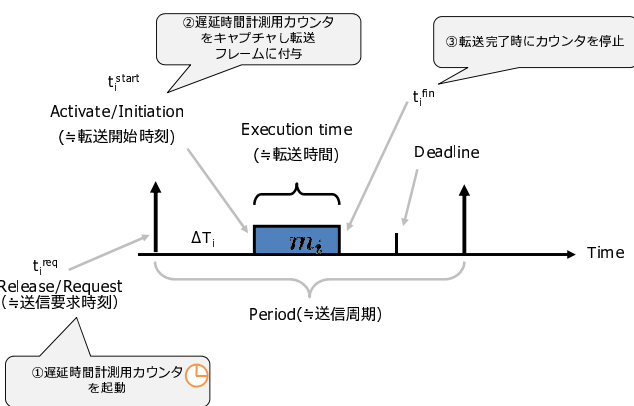 ②遅延時間計測用カウンタ
をキャプチャし転送
フレームに付与
③転送完了時にカウンタを停止
t_i^start
Activate/Initiation
(≒転送開始時刻)
t_i^fin
Execution time
(≒転送時間)
Deadline
ΔT_i
m_i
Time
t_i^req
Release/Request
(≒送信要求時刻)
Period(≒送信周期)
①遅延時間計測用カウンタ
を起動